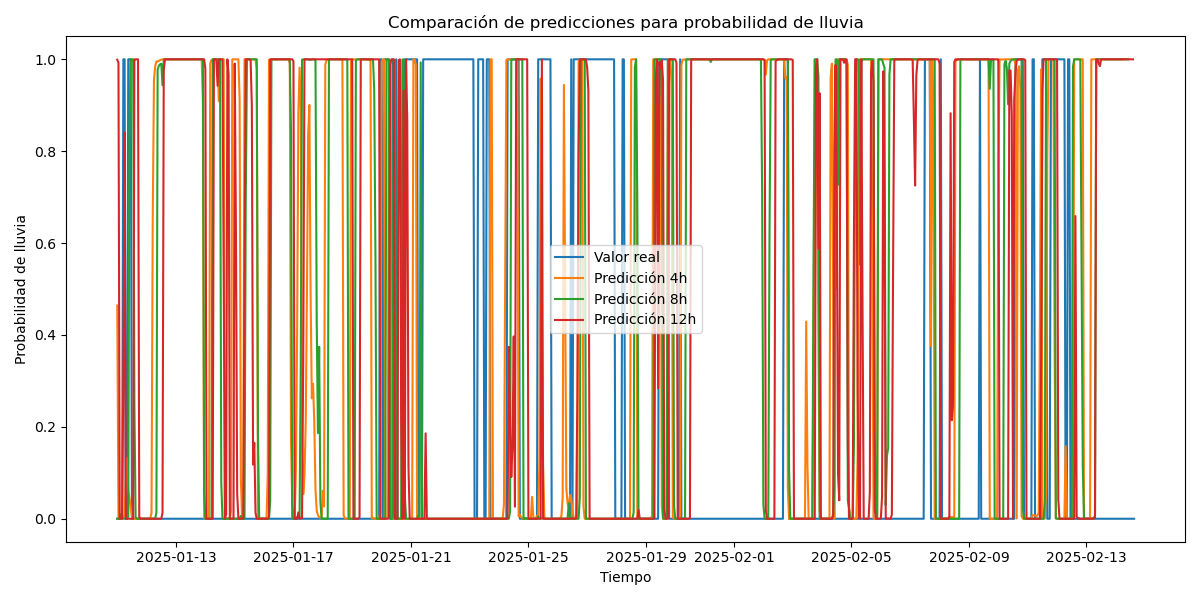 Comparación de predicciones para probabilidad de lluvia
Probabilidad de lluvia
1.0
0.8
0.6
0.4
0.2
0.0
Valor real
Predicción 4h
Predicción 8h
Predicción 12h
2025-01-13
2025-01-17
2025-01-21
2025-01-25
2025-01-29
2025-02-01
2025-02-05
2025-02-09
2025-02-13
Tiempo